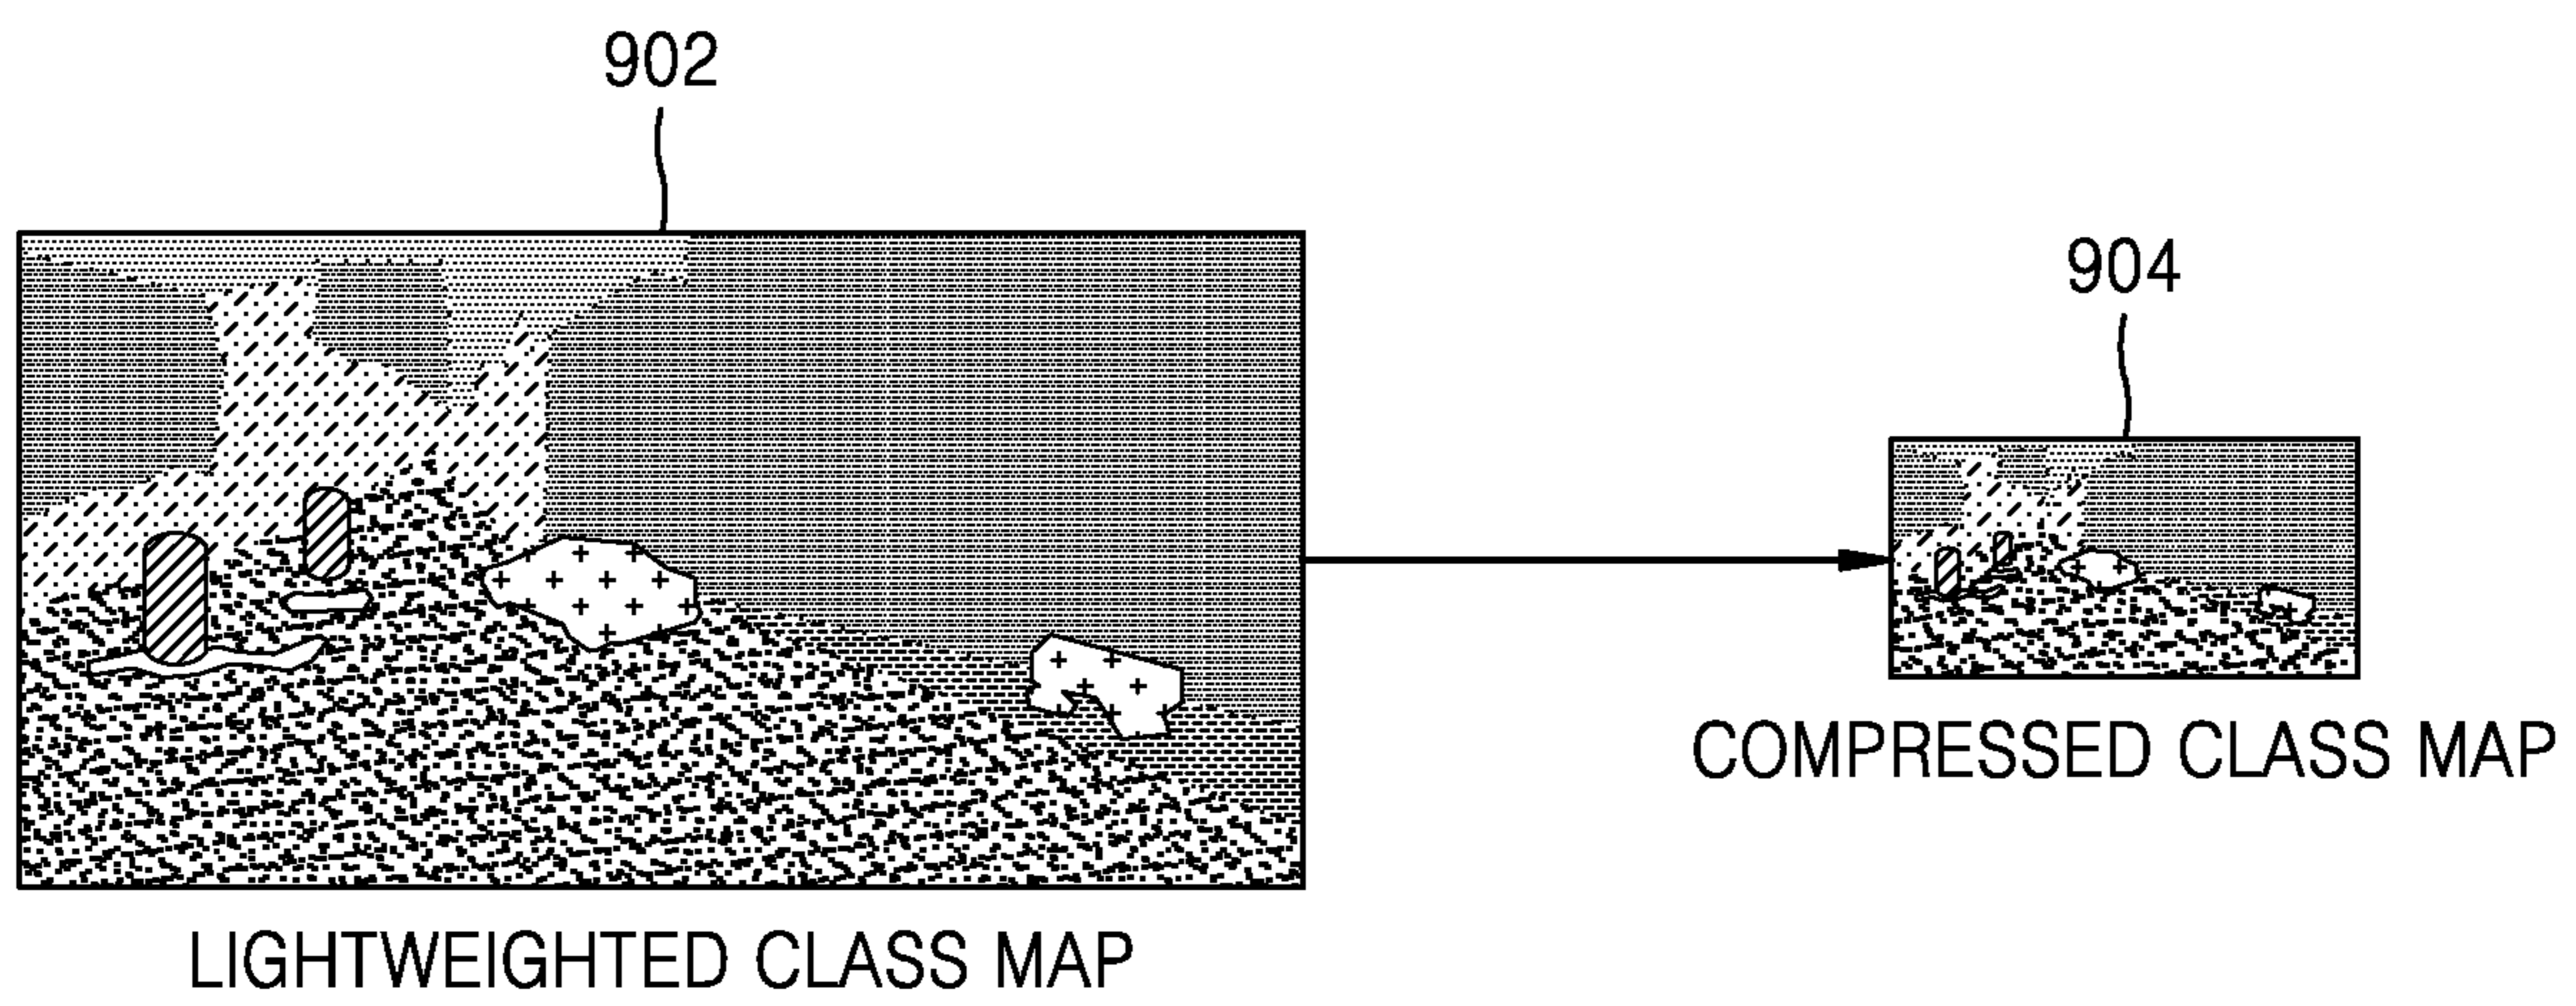 902
904
COMPRESSED CLASS MAP
LIGHTWEIGHTED CLASS MAP